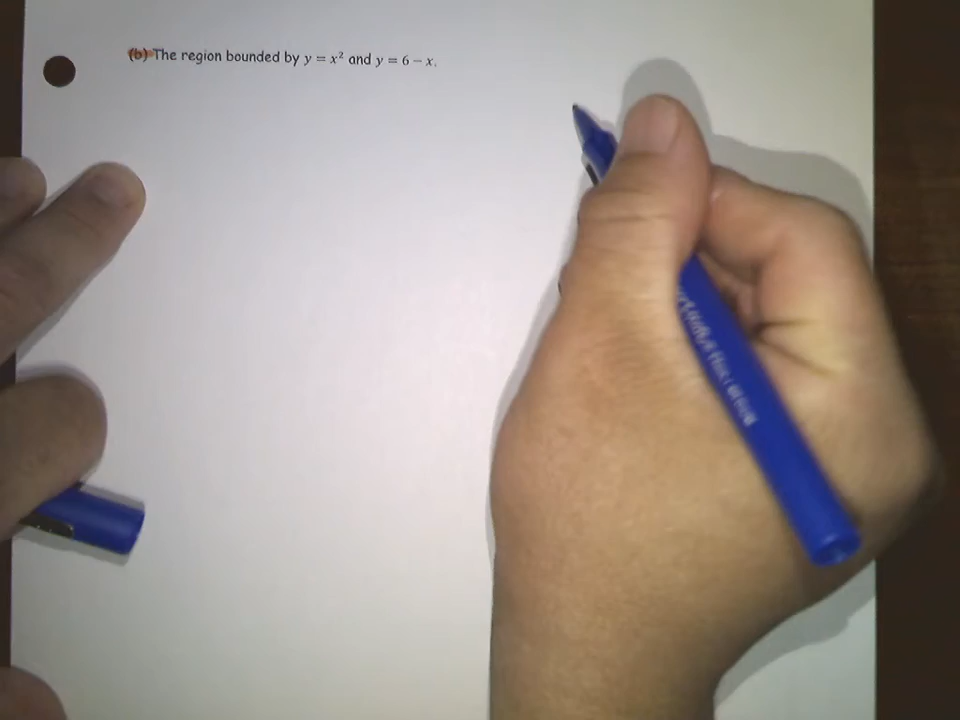 (b) The region bounded by y = x² and y = 6 − x.